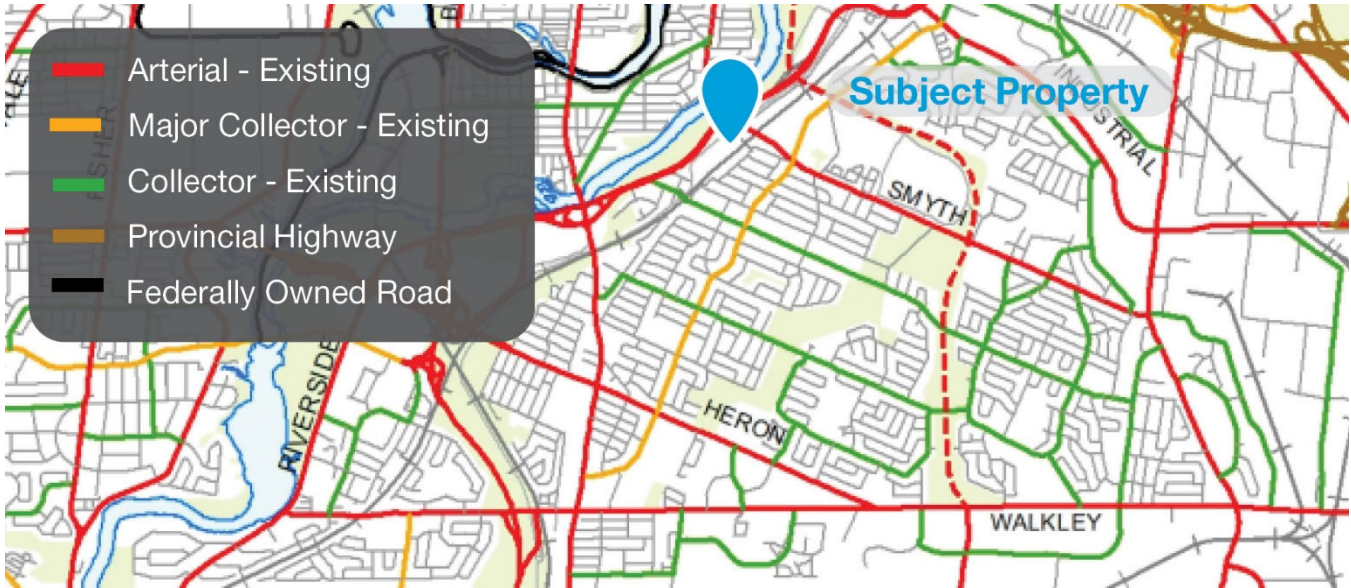 Arterial - Existing
Major Collector - Existing
Collector - Existing
Provincial Highway
Federally Owned Road
Subject Property
INDUSTRIAL
SMYTH
HERON
RIVERSIDE
WALKLEY
FISHER